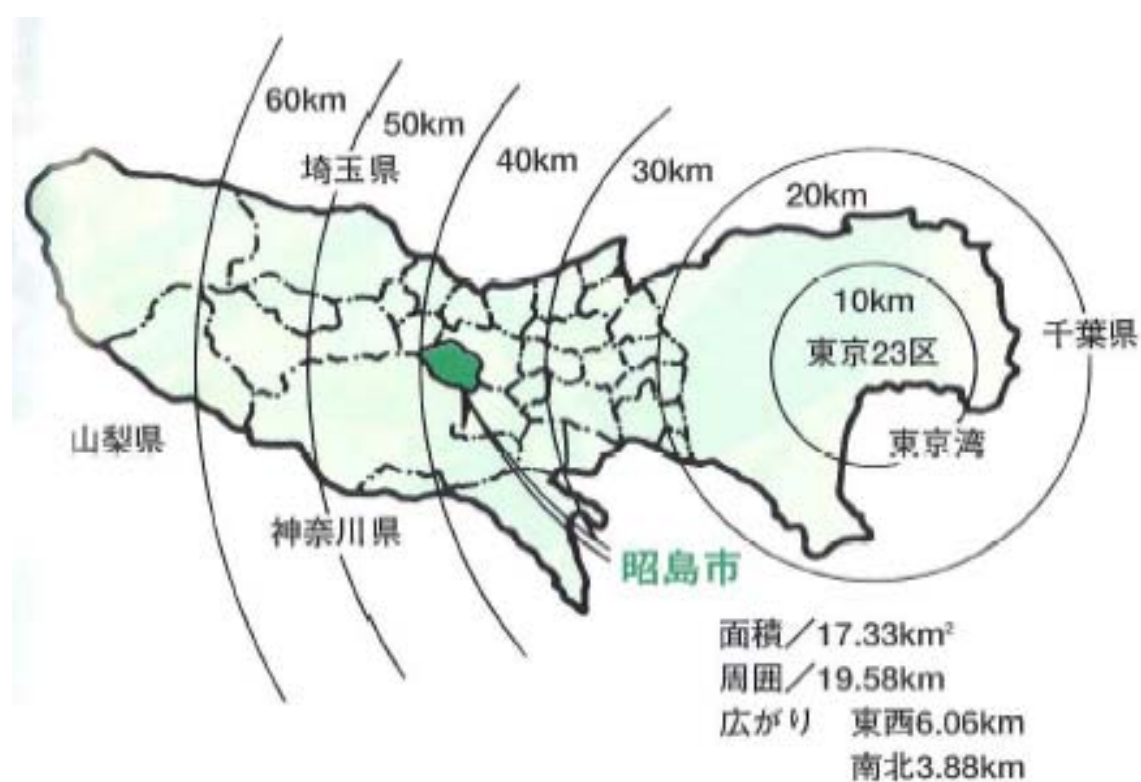 60km
50km
40km
30km
20km
10km
埼玉県
東京23区
千葉県
山梨県
東京湾
神奈川県
昭島市
面積／17.33km²
周囲／19.58km
広がり　東西6.06km
南北3.88km